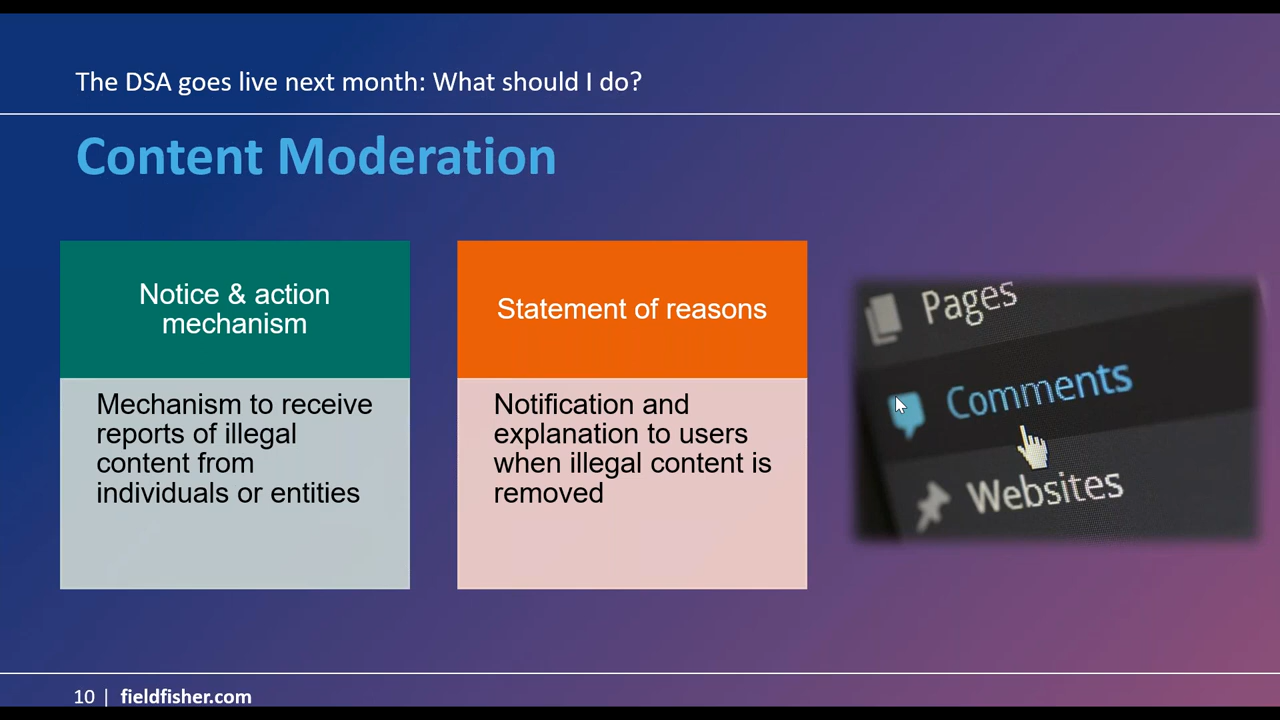 The DSA goes live next month: What should I do?
Content Moderation
Notice & action
mechanism
Mechanism to receive
reports of illegal
content from
individuals or entities
Statement of reasons
Notification and
explanation to users
when illegal content is
removed
Pages
Comments
Websites
10 | fieldfisher.com